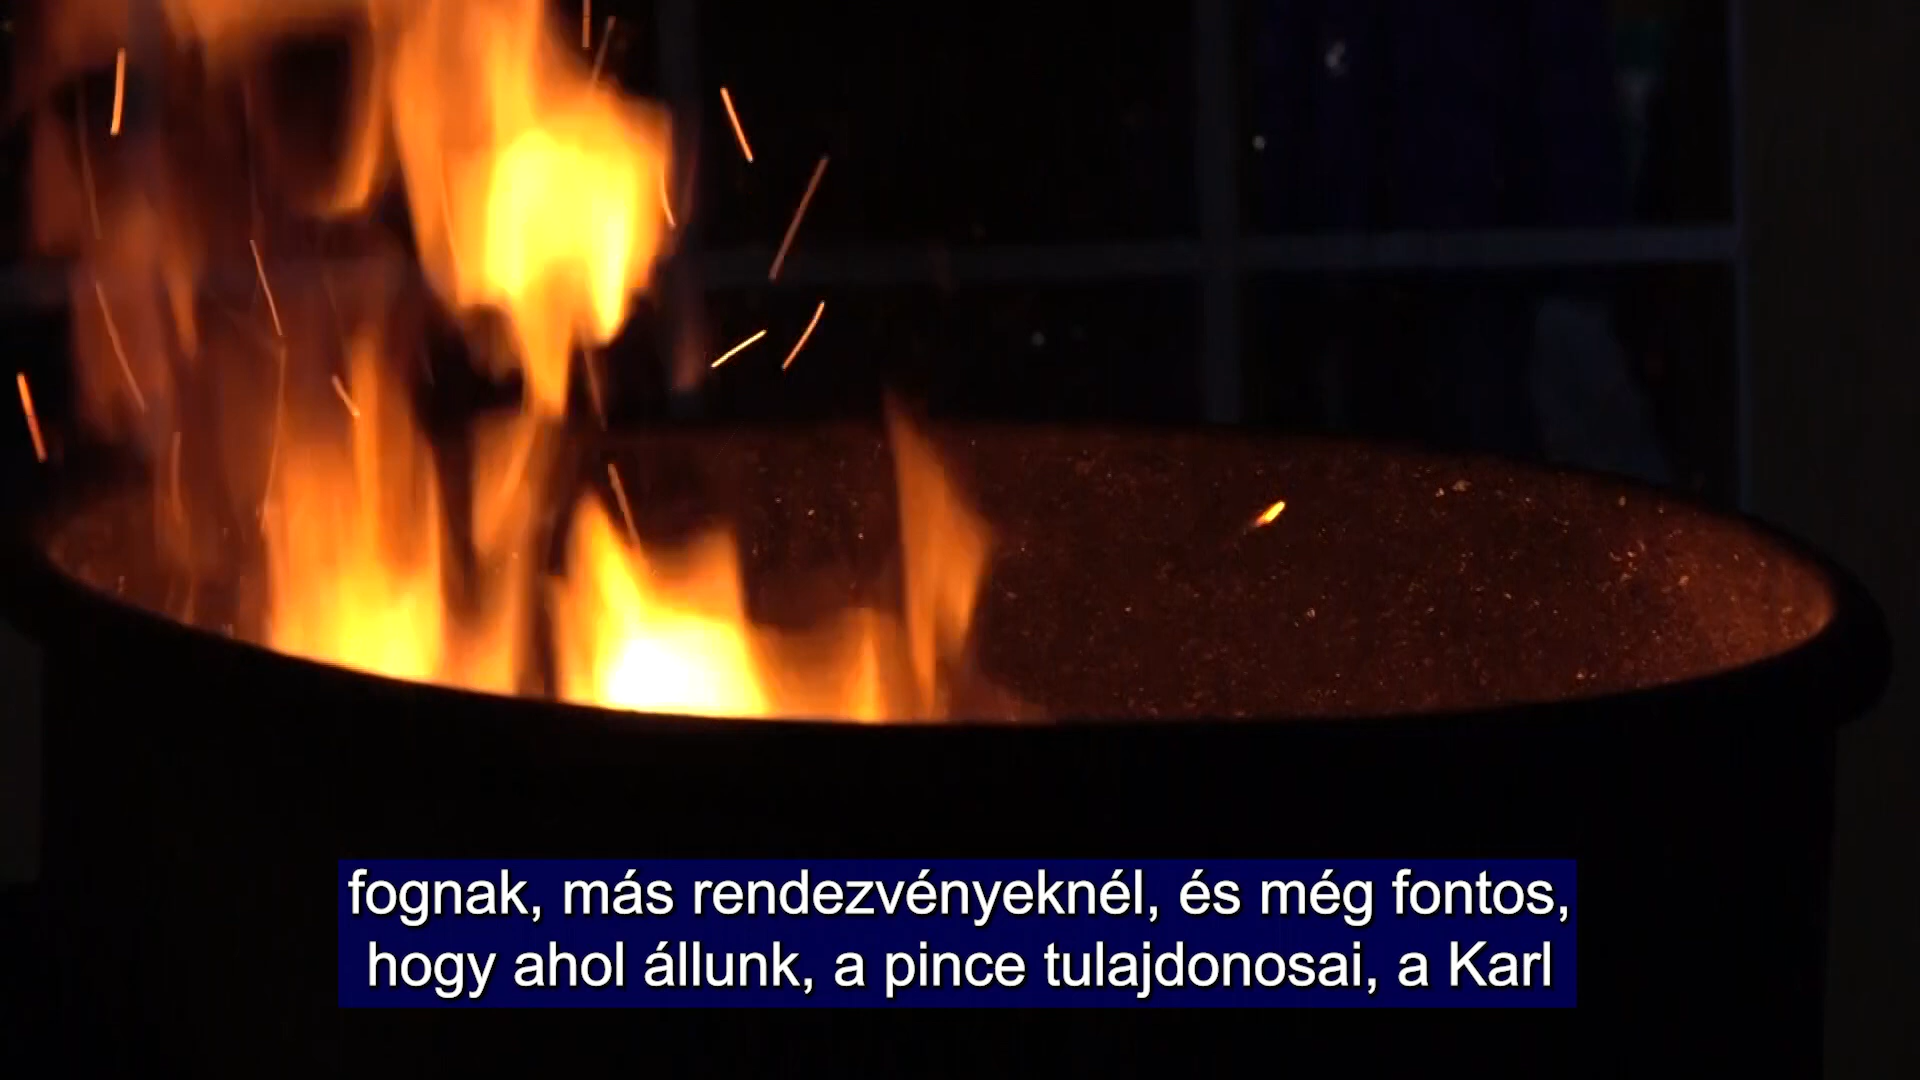 fognak, más rendezvényeknél, és még fontos,
hogy ahol állunk, a pince tulajdonosai, a Karl